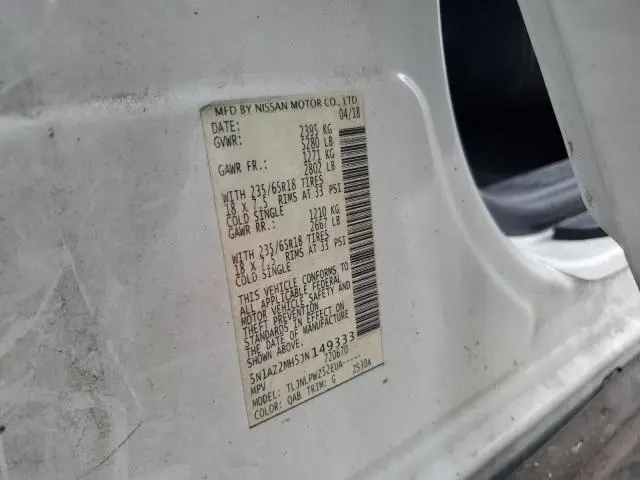 MFD BY NISSAN MOTOR CO., LTD
DATE: 04/18
GVWR: 2395 KG
5280 LB
GAWR FR.: 1271 KG
2802 LB
WITH 235/65R18 TIRES
18 X 7.5 RIMS AT 33 PSI
COLD SINGLE
GAWR RR.: 1210 KG
2667 LB
WITH 235/65R18 TIRES
18 X 7.5 RIMS AT 33 PSI
COLD SINGLE
THIS VEHICLE CONFORMS TO
ALL APPLICABLE FEDERAL
MOTOR VEHICLE SAFETY AND
THEFT PREVENTION
STANDARDS IN EFFECT ON
THE DATE OF MANUFACTURE
SHOWN ABOVE.
5N1AZ2MH5JN149333
MPV 720670
MODEL: TLJNLPWZ52EUA-----
COLOR: QAB TRIM: G Z530A